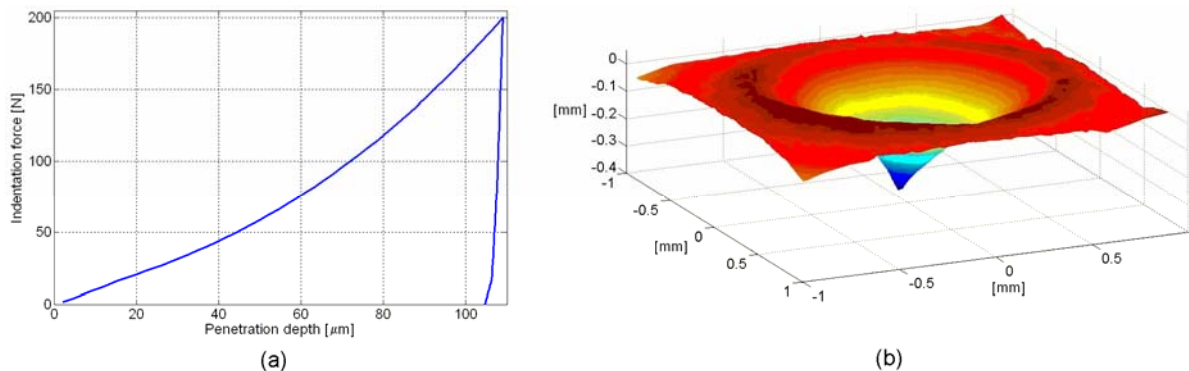 200
150
100
50
0
Indentation force [N]
0 20 40 60 80 100
Penetration depth [μm]
(a)
0
-0.1
-0.2
-0.3
-0.4
[mm]
-1
-0.5
0
0.5
1
[mm]
-1
-0.5
0
0.5
[mm]
(b)